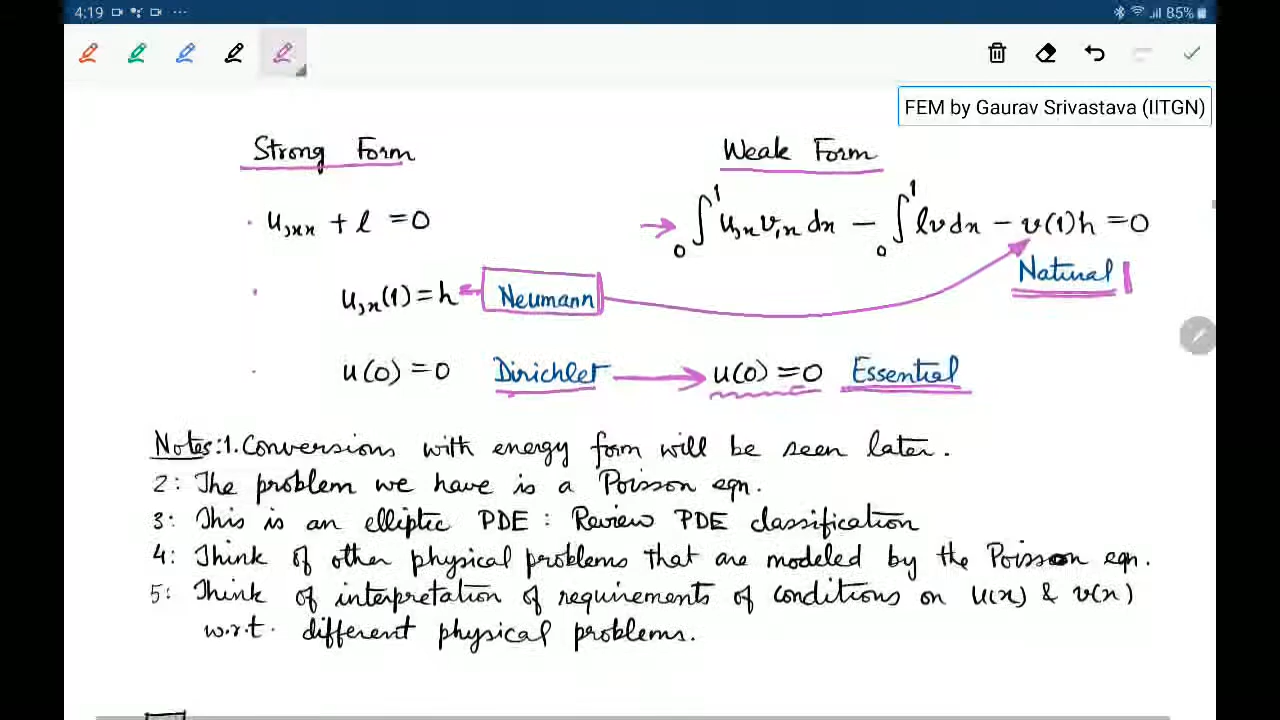 4:19 ... 85%
FEM by Gaurav Srivastava (IITGN)
Strong Form
Weak Form
u,xx + l = 0
∫₀¹ u,x v,x dx − ∫₀¹ lv dx − v(1)h = 0
Natural
u,x(1) = h Neumann
u(0) = 0 Dirichlet → u(0) = 0 Essential
Notes: 1. Conversions with energy form will be seen later.
2: The problem we have is a Poisson eqn.
3: This is an elliptic PDE : Review PDE classification
4: Think of other physical problems that are modeled by the Poisson eqn.
5: Think of interpretation of requirements of conditions on u(x) & v(x)
w.r.t. different physical problems.